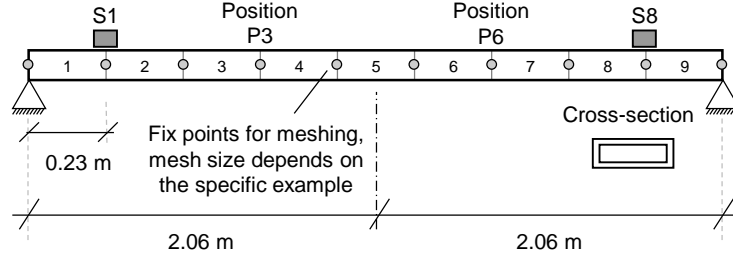 S1
Position
P3
Position
P6
S8
1 2 3 4 5 6 7 8 9
Fix points for meshing,
mesh size depends on
the specific example
Cross-section
0.23 m
2.06 m
2.06 m